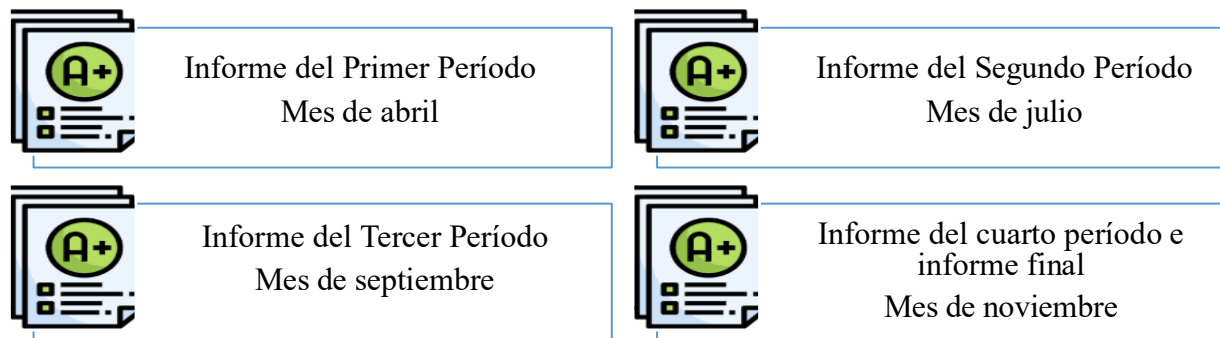 A+
Informe del Primer Período
Mes de abril
A+
Informe del Segundo Período
Mes de julio
A+
Informe del Tercer Período
Mes de septiembre
A+
Informe del cuarto período e
informe final
Mes de noviembre